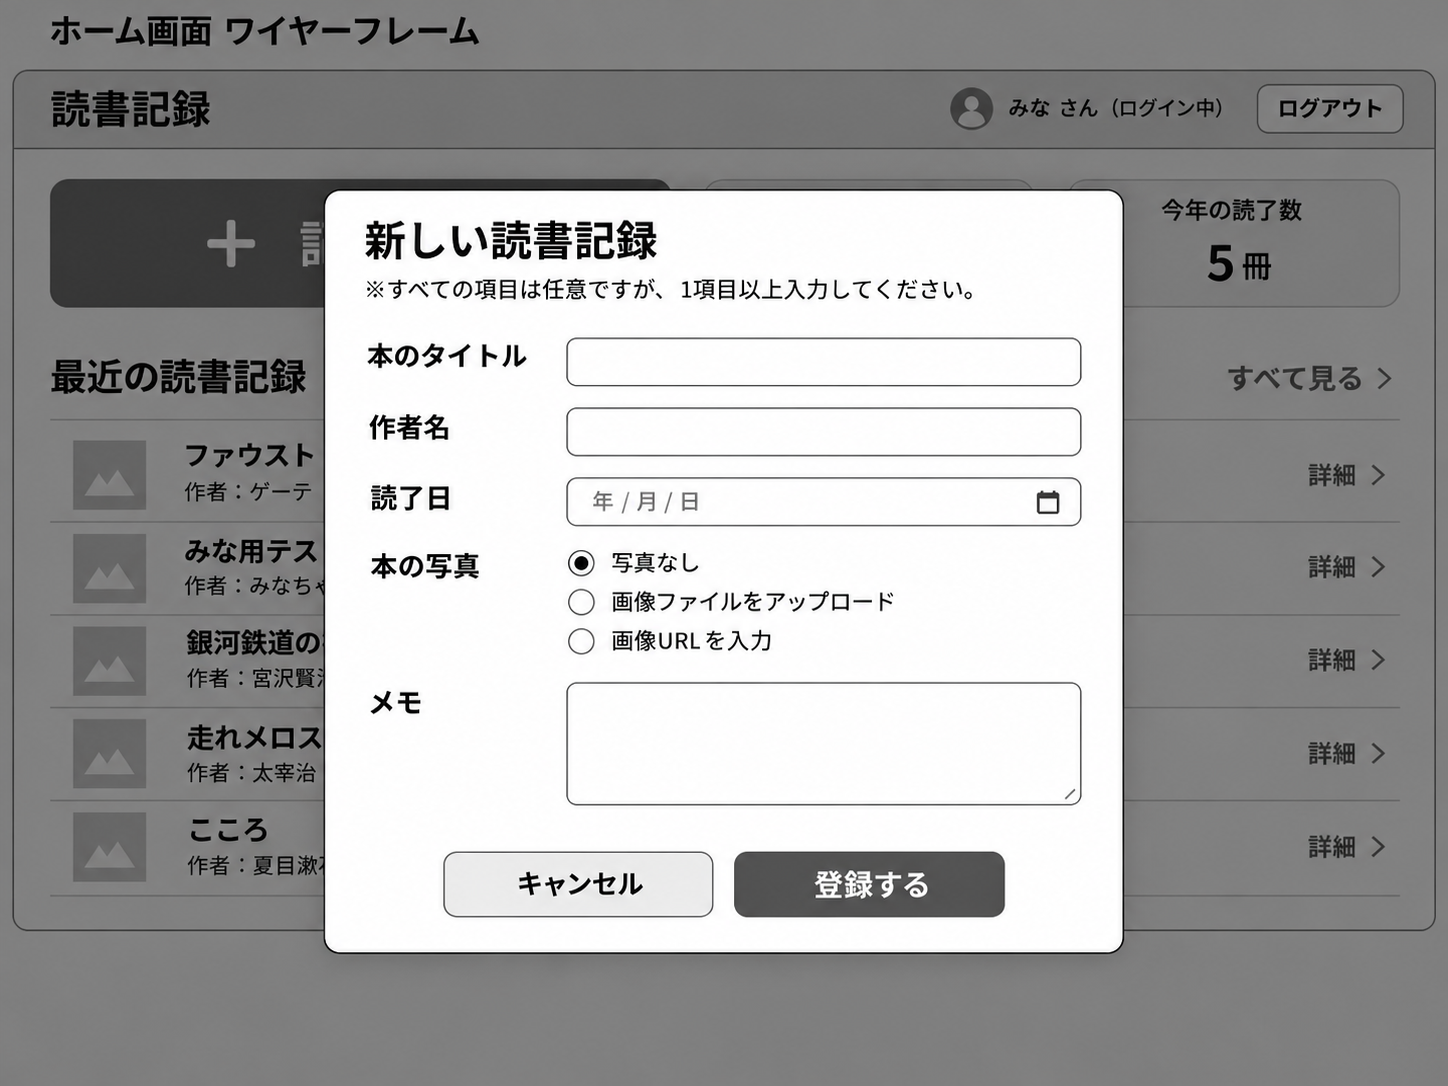 ホーム画面 ワイヤーフレーム
読書記録
みな さん（ログイン中）
ログアウト
今年の読了数
5冊
最近の読書記録
すべて見る
ファウスト
作者：ゲーテ
詳細
みな用テス
作者：みなち
詳細
銀河鉄道の
作者：宮沢賢
詳細
走れメロス
作者：太宰治
詳細
こころ
作者：夏目漱
詳細
新しい読書記録
※すべての項目は任意ですが、1項目以上入力してください。
本のタイトル
作者名
読了日
年 / 月 / 日
本の写真
写真なし
画像ファイルをアップロード
画像URLを入力
メモ
キャンセル
登録する